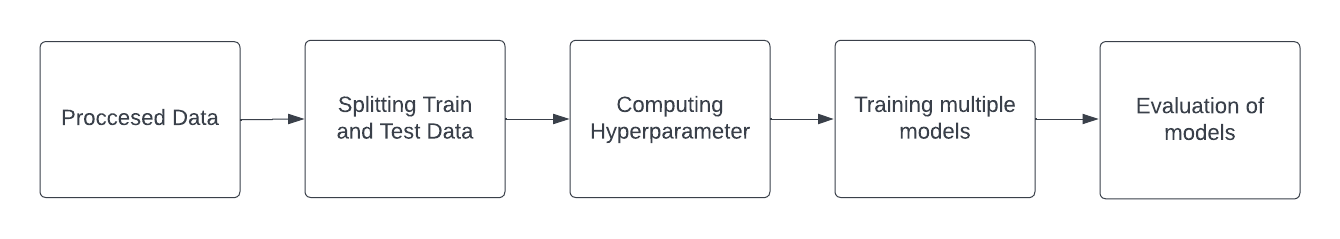 Proccesed Data
Splitting Train
and Test Data
Computing
Hyperparameter
Training multiple
models
Evaluation of
models